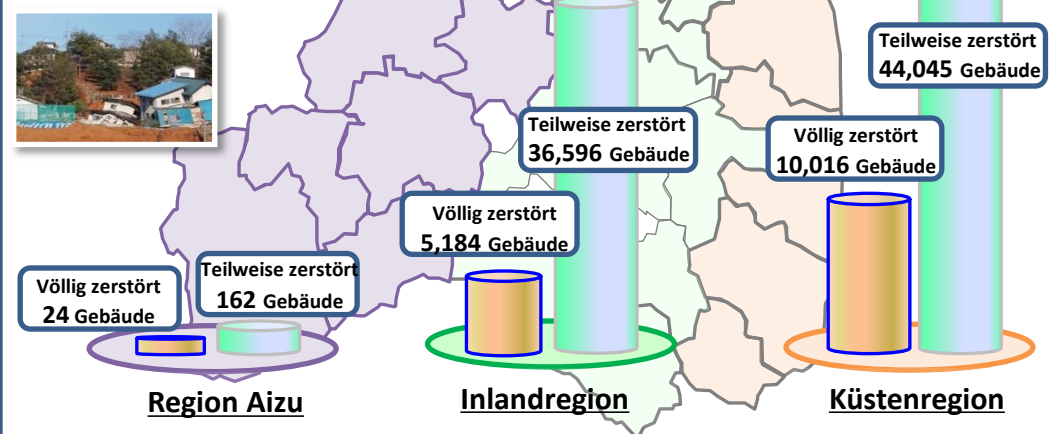 Völlig zerstört
24 Gebäude
Teilweise zerstört
162 Gebäude
Region Aizu
Völlig zerstört
5,184 Gebäude
Teilweise zerstört
36,596 Gebäude
Inlandregion
Völlig zerstört
10,016 Gebäude
Teilweise zerstört
44,045 Gebäude
Küstenregion